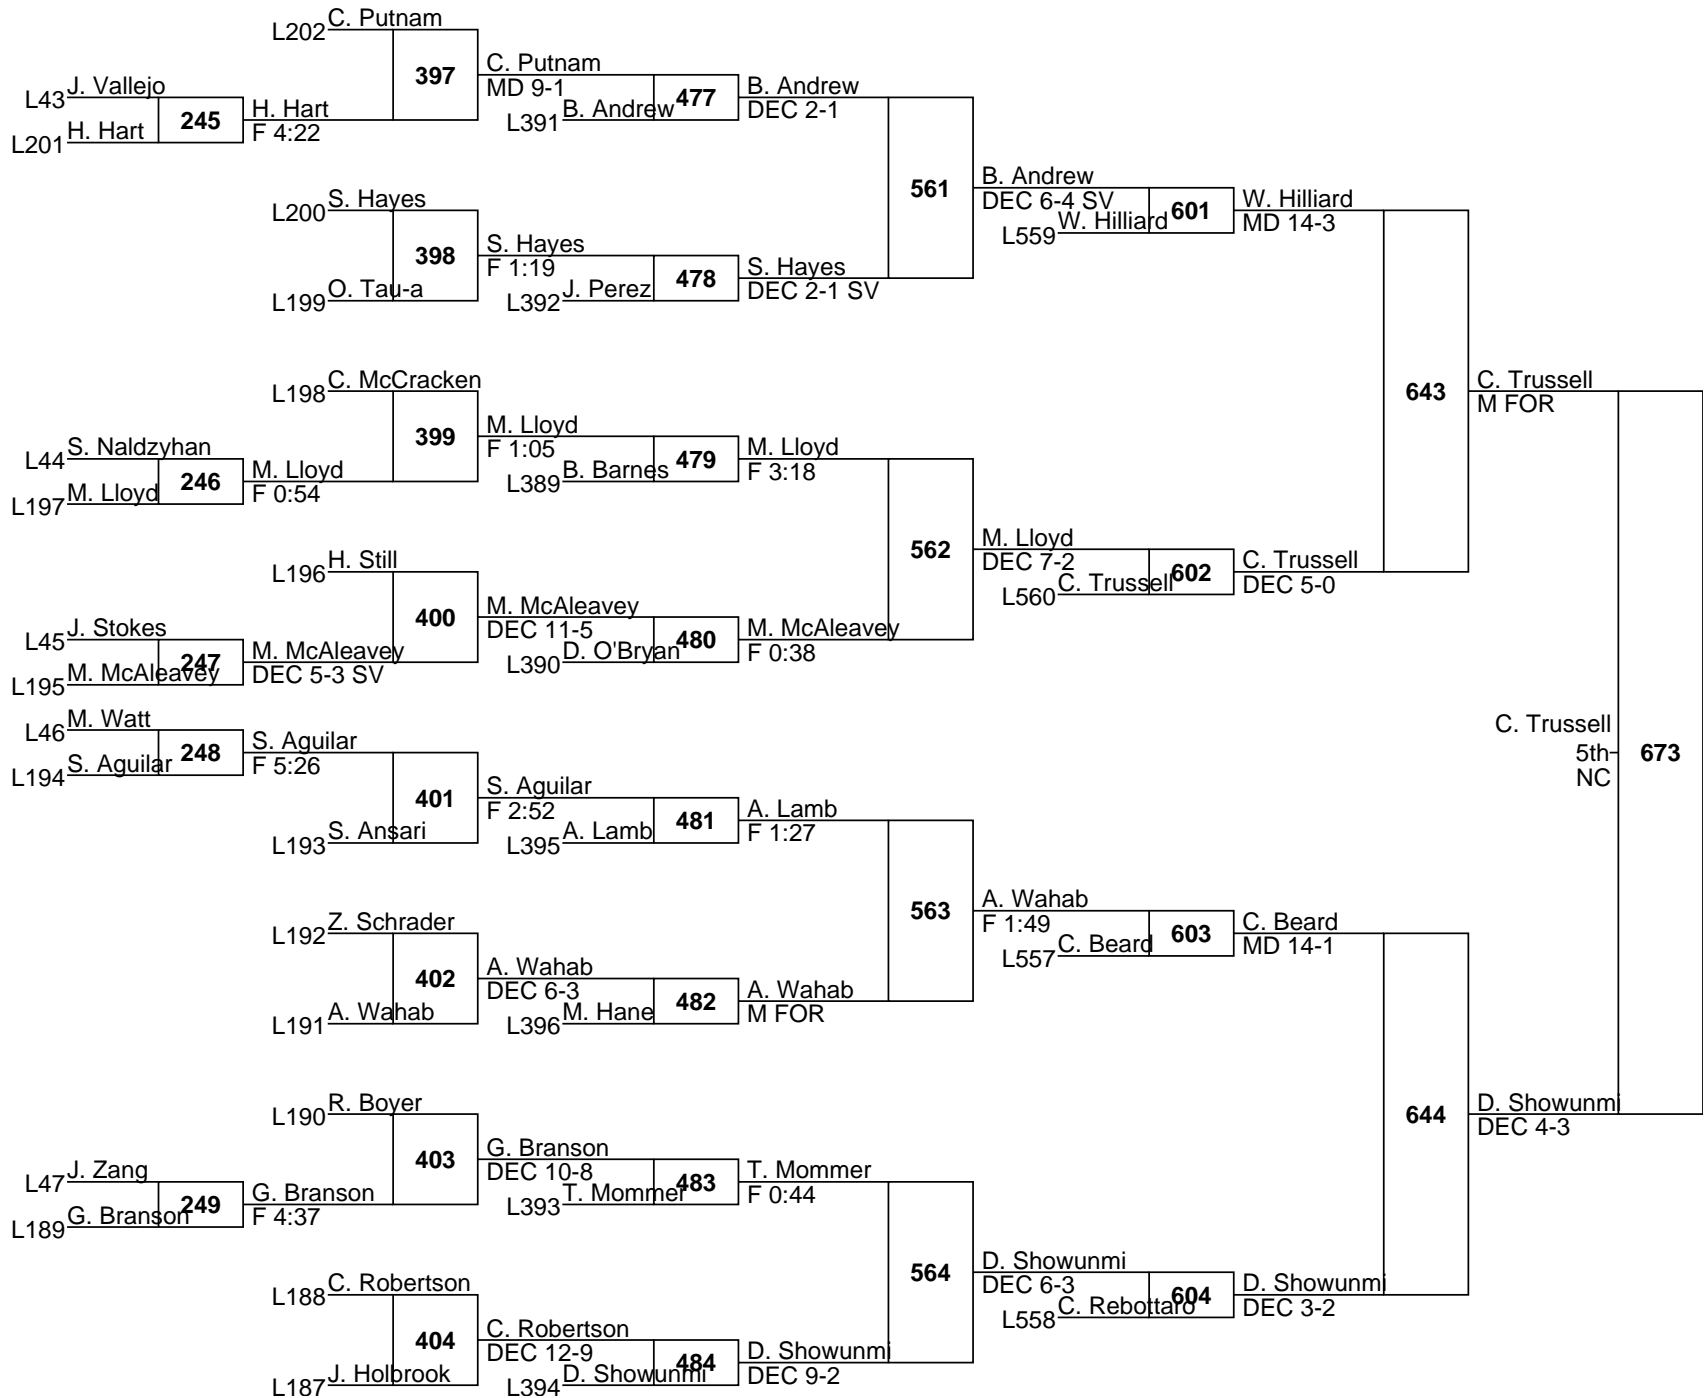 L202 C. Putnam
397
C. Putnam
MD 9-1
L43 J. Vallejo
245
L201 H. Hart
H. Hart
F 4:22
L391 B. Andrew
477
B. Andrew
DEC 2-1
561
B. Andrew
DEC 6-4 SV
L559 W. Hilliard
601
W. Hilliard
MD 14-3
L200 S. Hayes
398
S. Hayes
F 1:19
L199 O. Tau-a
L392 J. Perez
478
S. Hayes
DEC 2-1 SV
643
C. Trussell
M FOR
L198 C. McCracken
399
M. Lloyd
F 1:05
L44 S. Naldzyhan
246
L197 M. Lloyd
M. Lloyd
F 0:54
L389 B. Barnes
479
M. Lloyd
F 3:18
562
M. Lloyd
DEC 7-2
L560 C. Trussell
602
C. Trussell
DEC 5-0
L196 H. Still
400
M. McAleavey
DEC 11-5
L45 J. Stokes
247
L195 M. McAleavey
M. McAleavey
DEC 5-3 SV
L390 D. O'Bryan
480
M. McAleavey
F 0:38
C. Trussell
5th
NC
673
L46 M. Watt
248
L194 S. Aguilar
S. Aguilar
F 5:26
401
S. Aguilar
F 2:52
L193 S. Ansari
L395 A. Lamb
481
A. Lamb
F 1:27
563
A. Wahab
F 1:49
L557 C. Beard
603
C. Beard
MD 14-1
L192 Z. Schrader
402
A. Wahab
DEC 6-3
L191 A. Wahab
L396 M. Hane
482
A. Wahab
M FOR
644
D. Showunmi
DEC 4-3
L190 R. Boyer
403
G. Branson
DEC 10-8
L47 J. Zang
249
L189 G. Branson
G. Branson
F 4:37
L393 T. Mommer
483
T. Mommer
F 0:44
564
D. Showunmi
DEC 6-3
L558 C. Rebottaro
604
D. Showunmi
DEC 3-2
L188 C. Robertson
404
C. Robertson
DEC 12-9
L187 J. Holbrook
L394 D. Showunmi
484
D. Showunmi
DEC 9-2